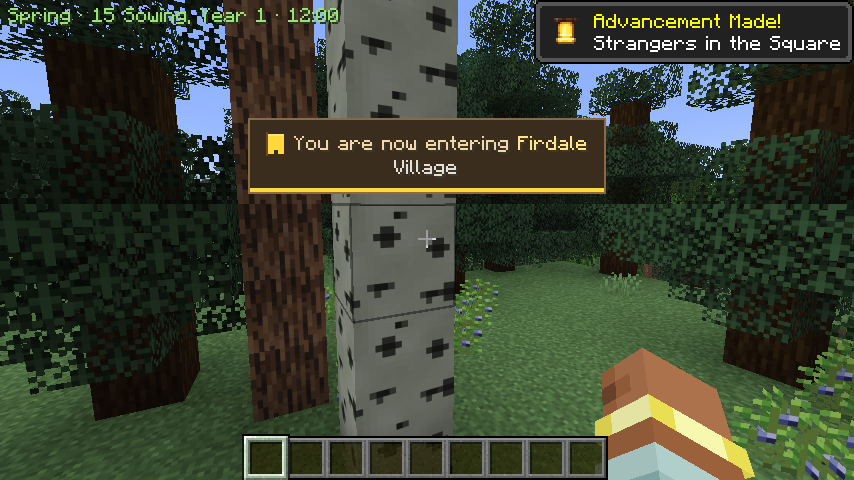 Spring · 15 Sowing, Year 1 · 12:00
Advancement Made!
Strangers in the Square
You are now entering Firdale
Village